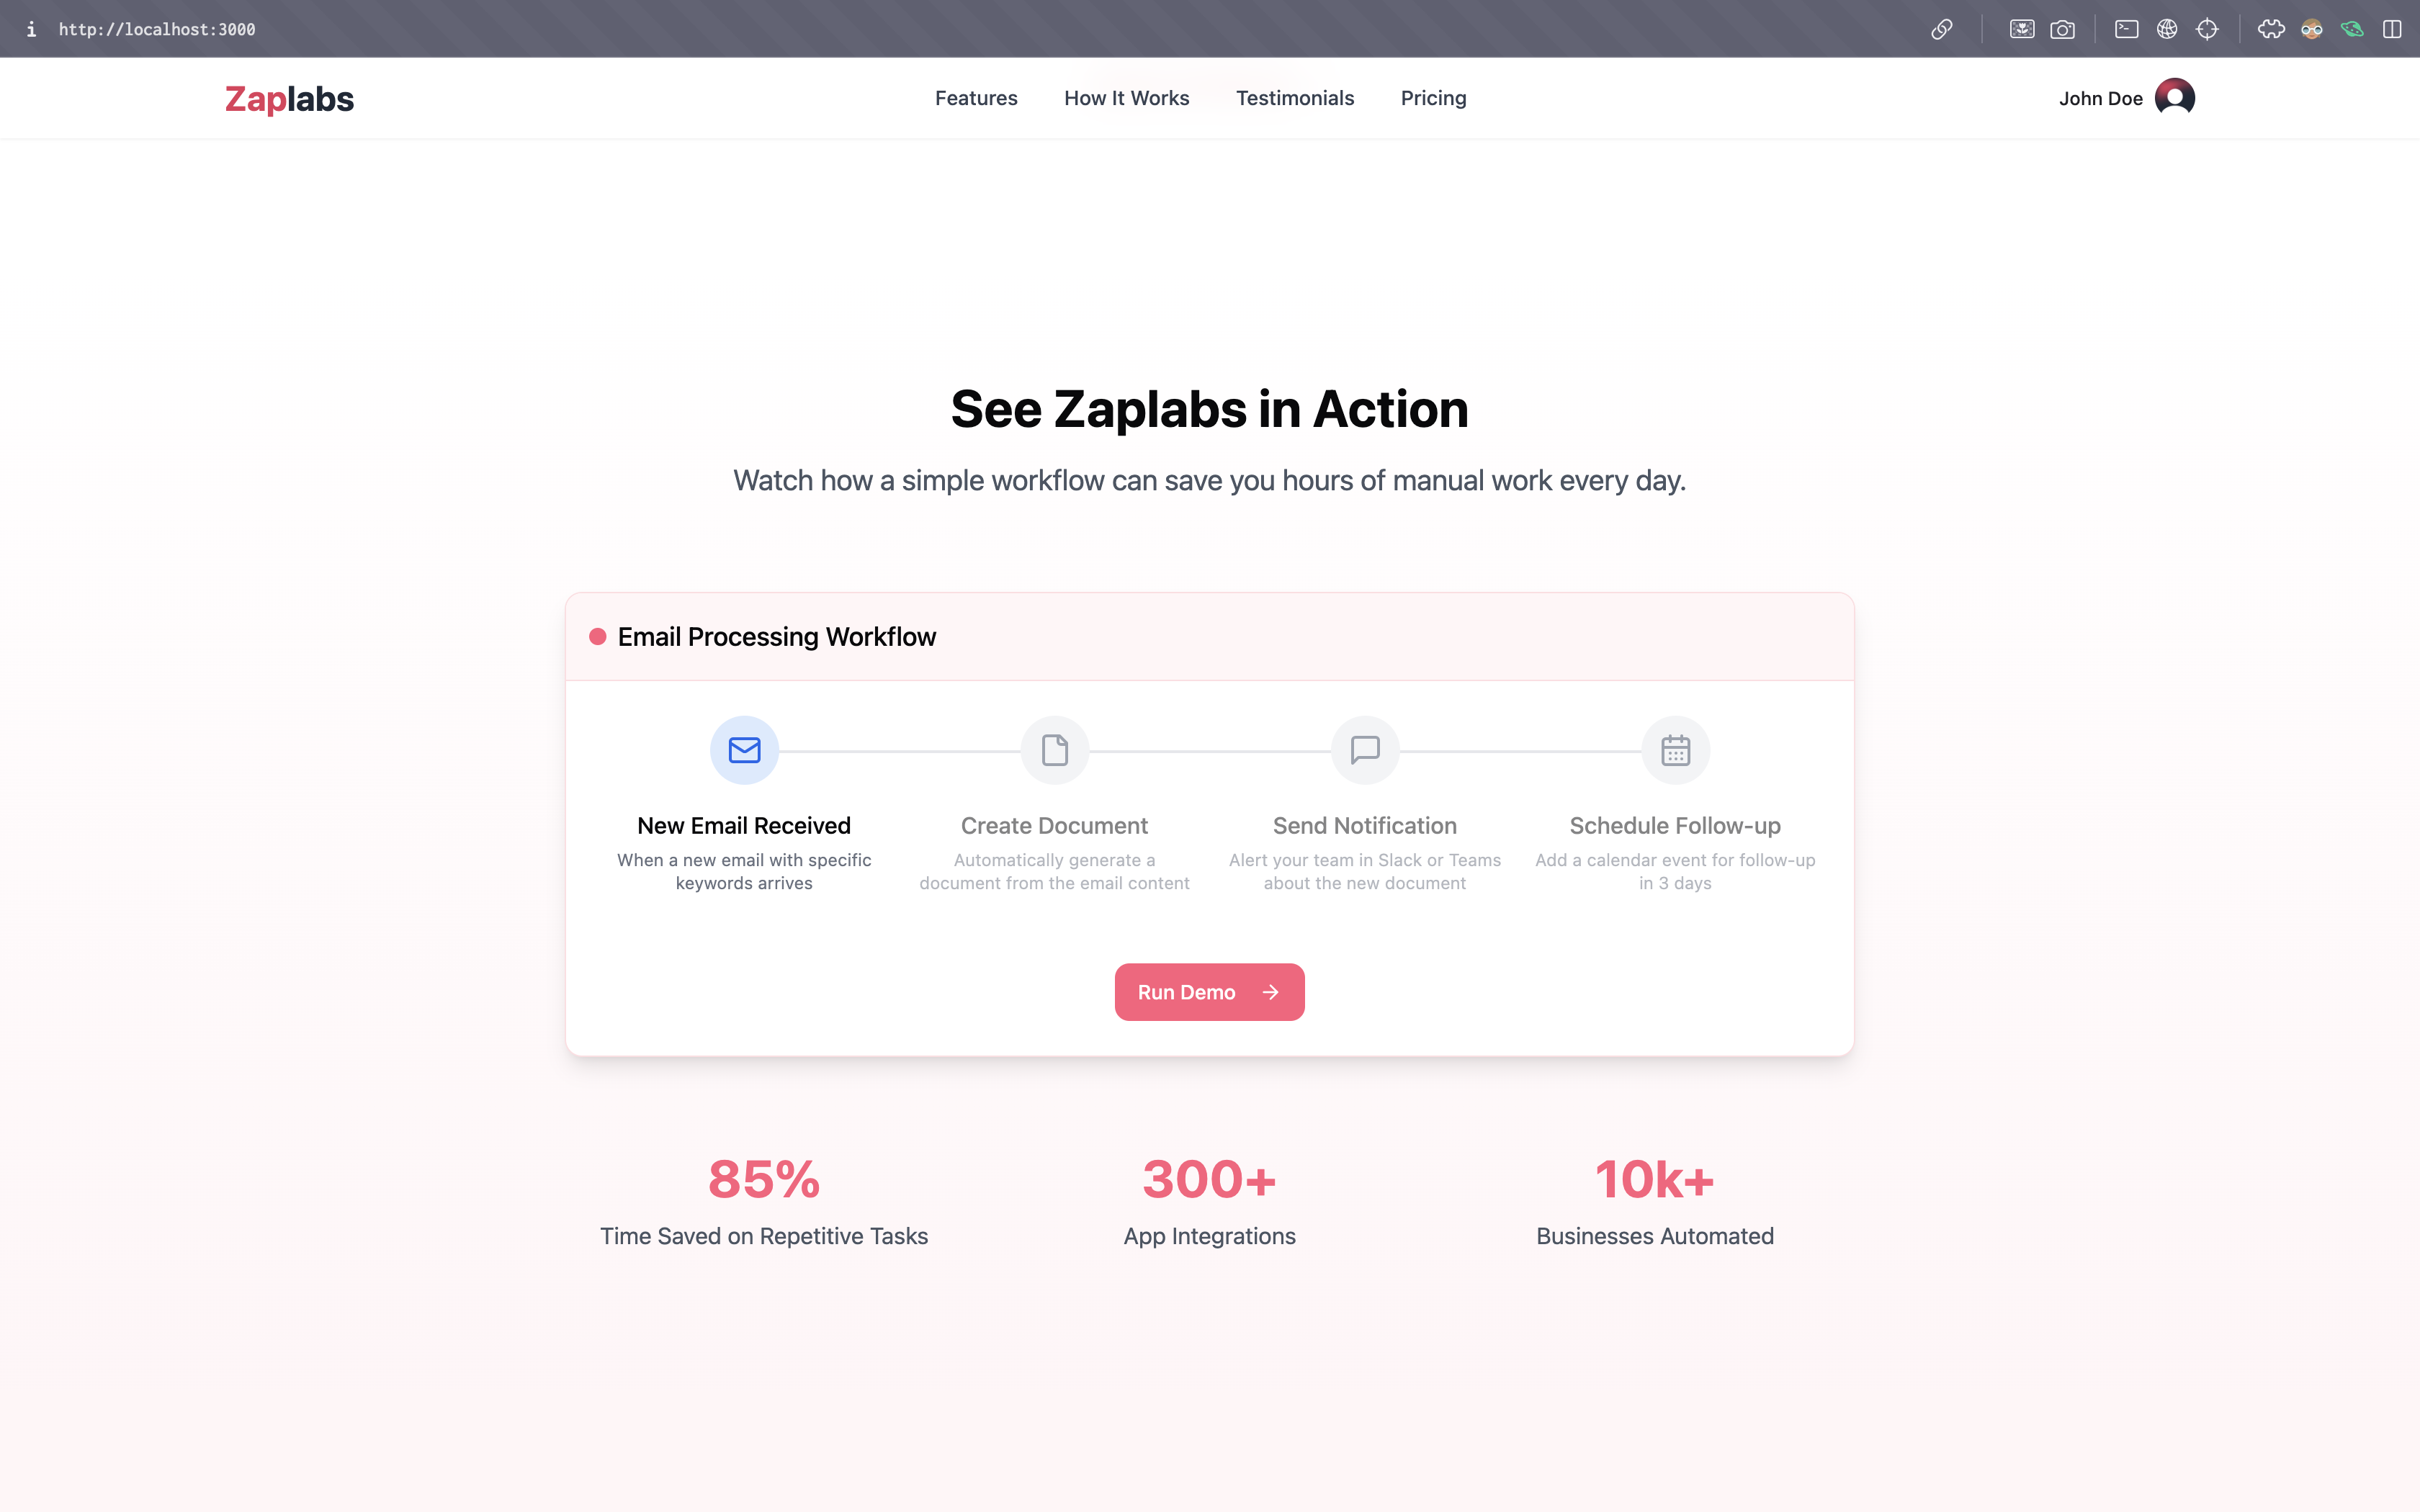 http://localhost:3000
Zaplabs
Features
How It Works
Testimonials
Pricing
John Doe
See Zaplabs in Action
Watch how a simple workflow can save you hours of manual work every day.
Email Processing Workflow
New Email Received
When a new email with specific
keywords arrives
Create Document
Automatically generate a
document from the email content
Send Notification
Alert your team in Slack or Teams
about the new document
Schedule Follow-up
Add a calendar event for follow-up
in 3 days
Run Demo
85%
Time Saved on Repetitive Tasks
300+
App Integrations
10k+
Businesses Automated